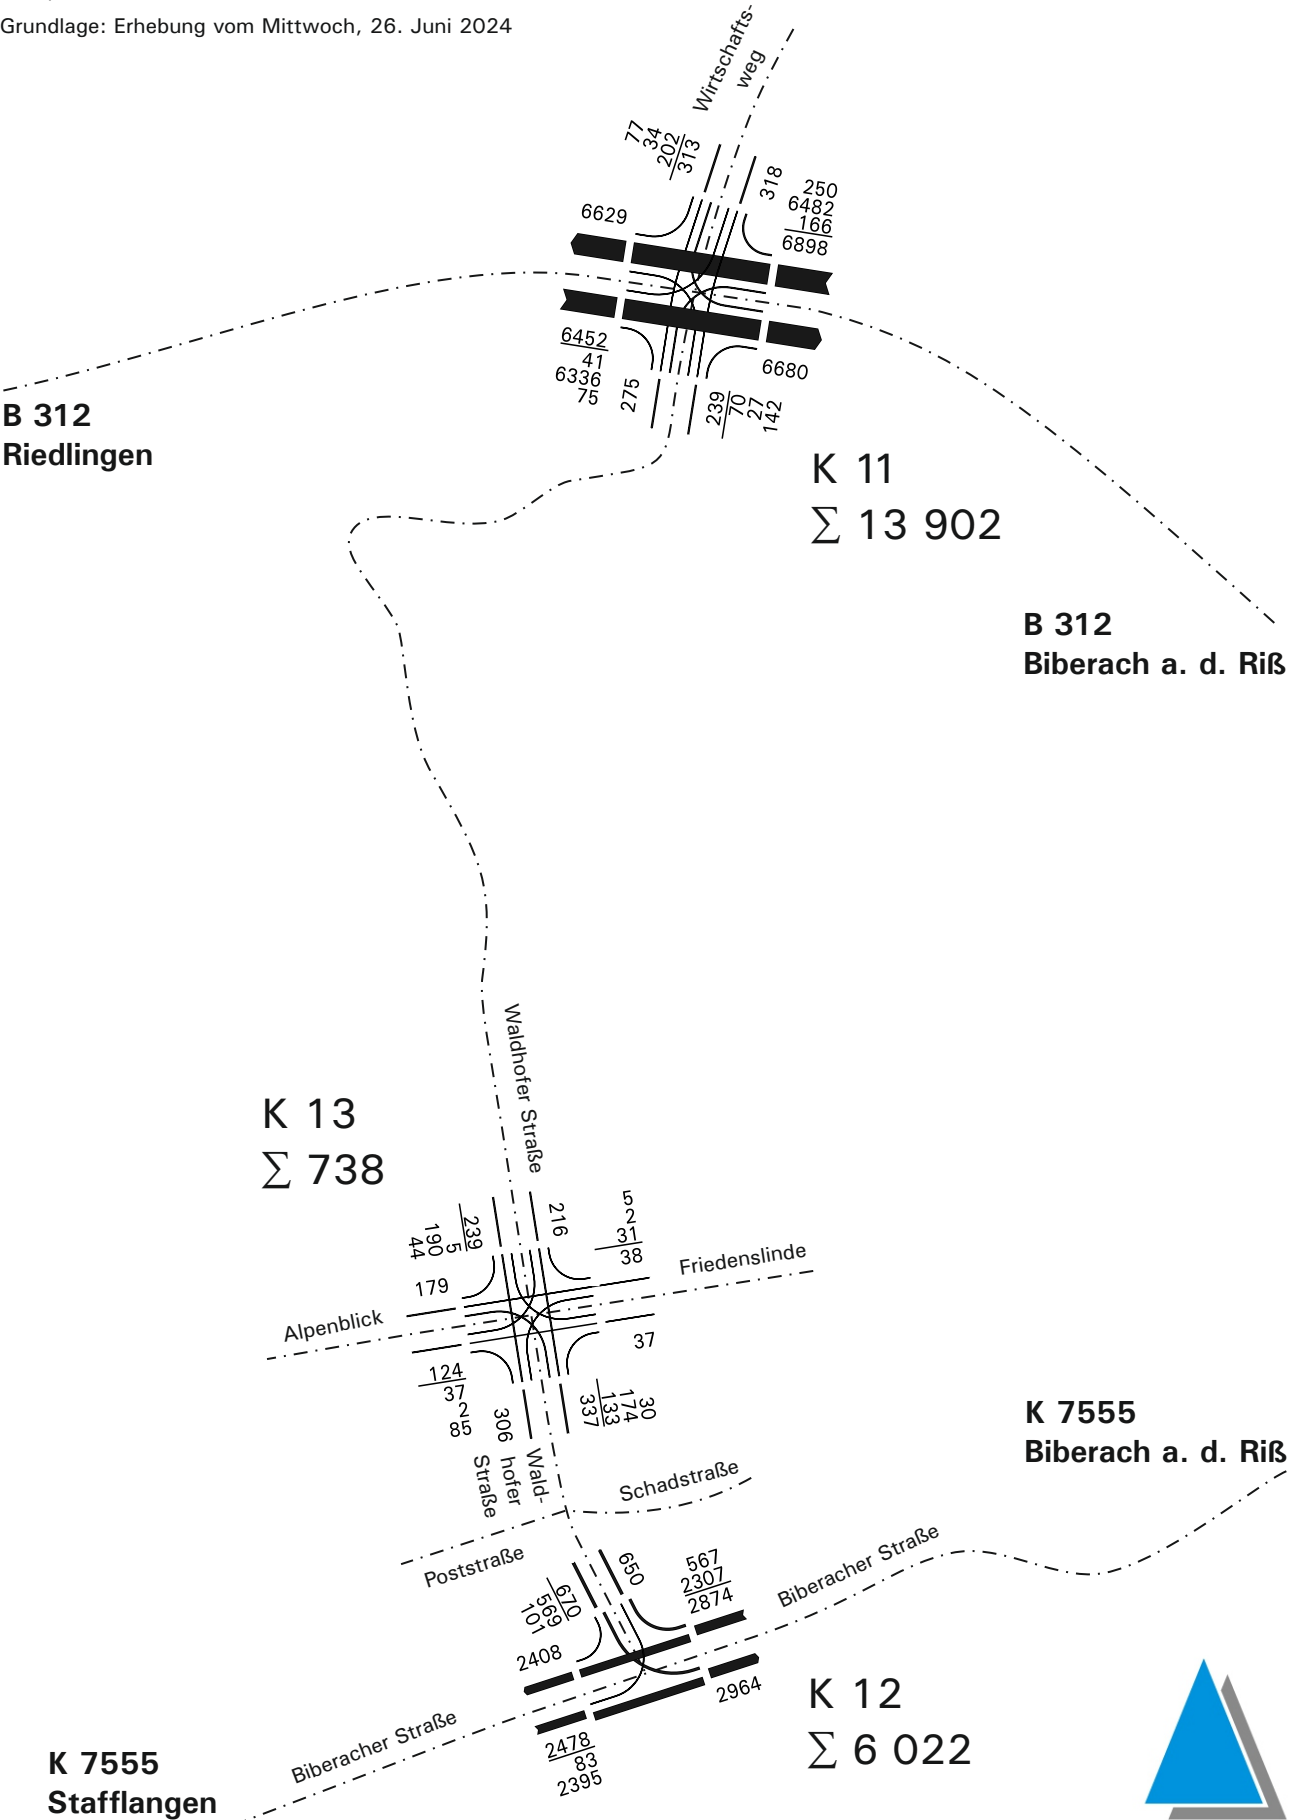 Grundlage: Erhebung vom Mittwoch, 26. Juni 2024
Wirtschafts-
weg
77
34
202
313
318
250
6482
166
6898
6629
6452
41
6336
75
275
239
70
27
142
6680
B 312
Riedlingen
K 11
∑ 13 902
B 312
Biberach a. d. Riß
Waldhofer Straße
K 13
∑ 738
44
190
5
239
216
5
2
31
38
179
Friedenslinde
Alpenblick
37
124
37
2
85
306
337
133
174
30
Wald-
hofer
Straße
K 7555
Biberach a. d. Riß
Schadstraße
Poststraße
101
569
670
650
567
2307
2874
Biberacher Straße
2408
2964
K 12
∑ 6 022
2478
83
2395
Biberacher Straße
K 7555
Stafflangen